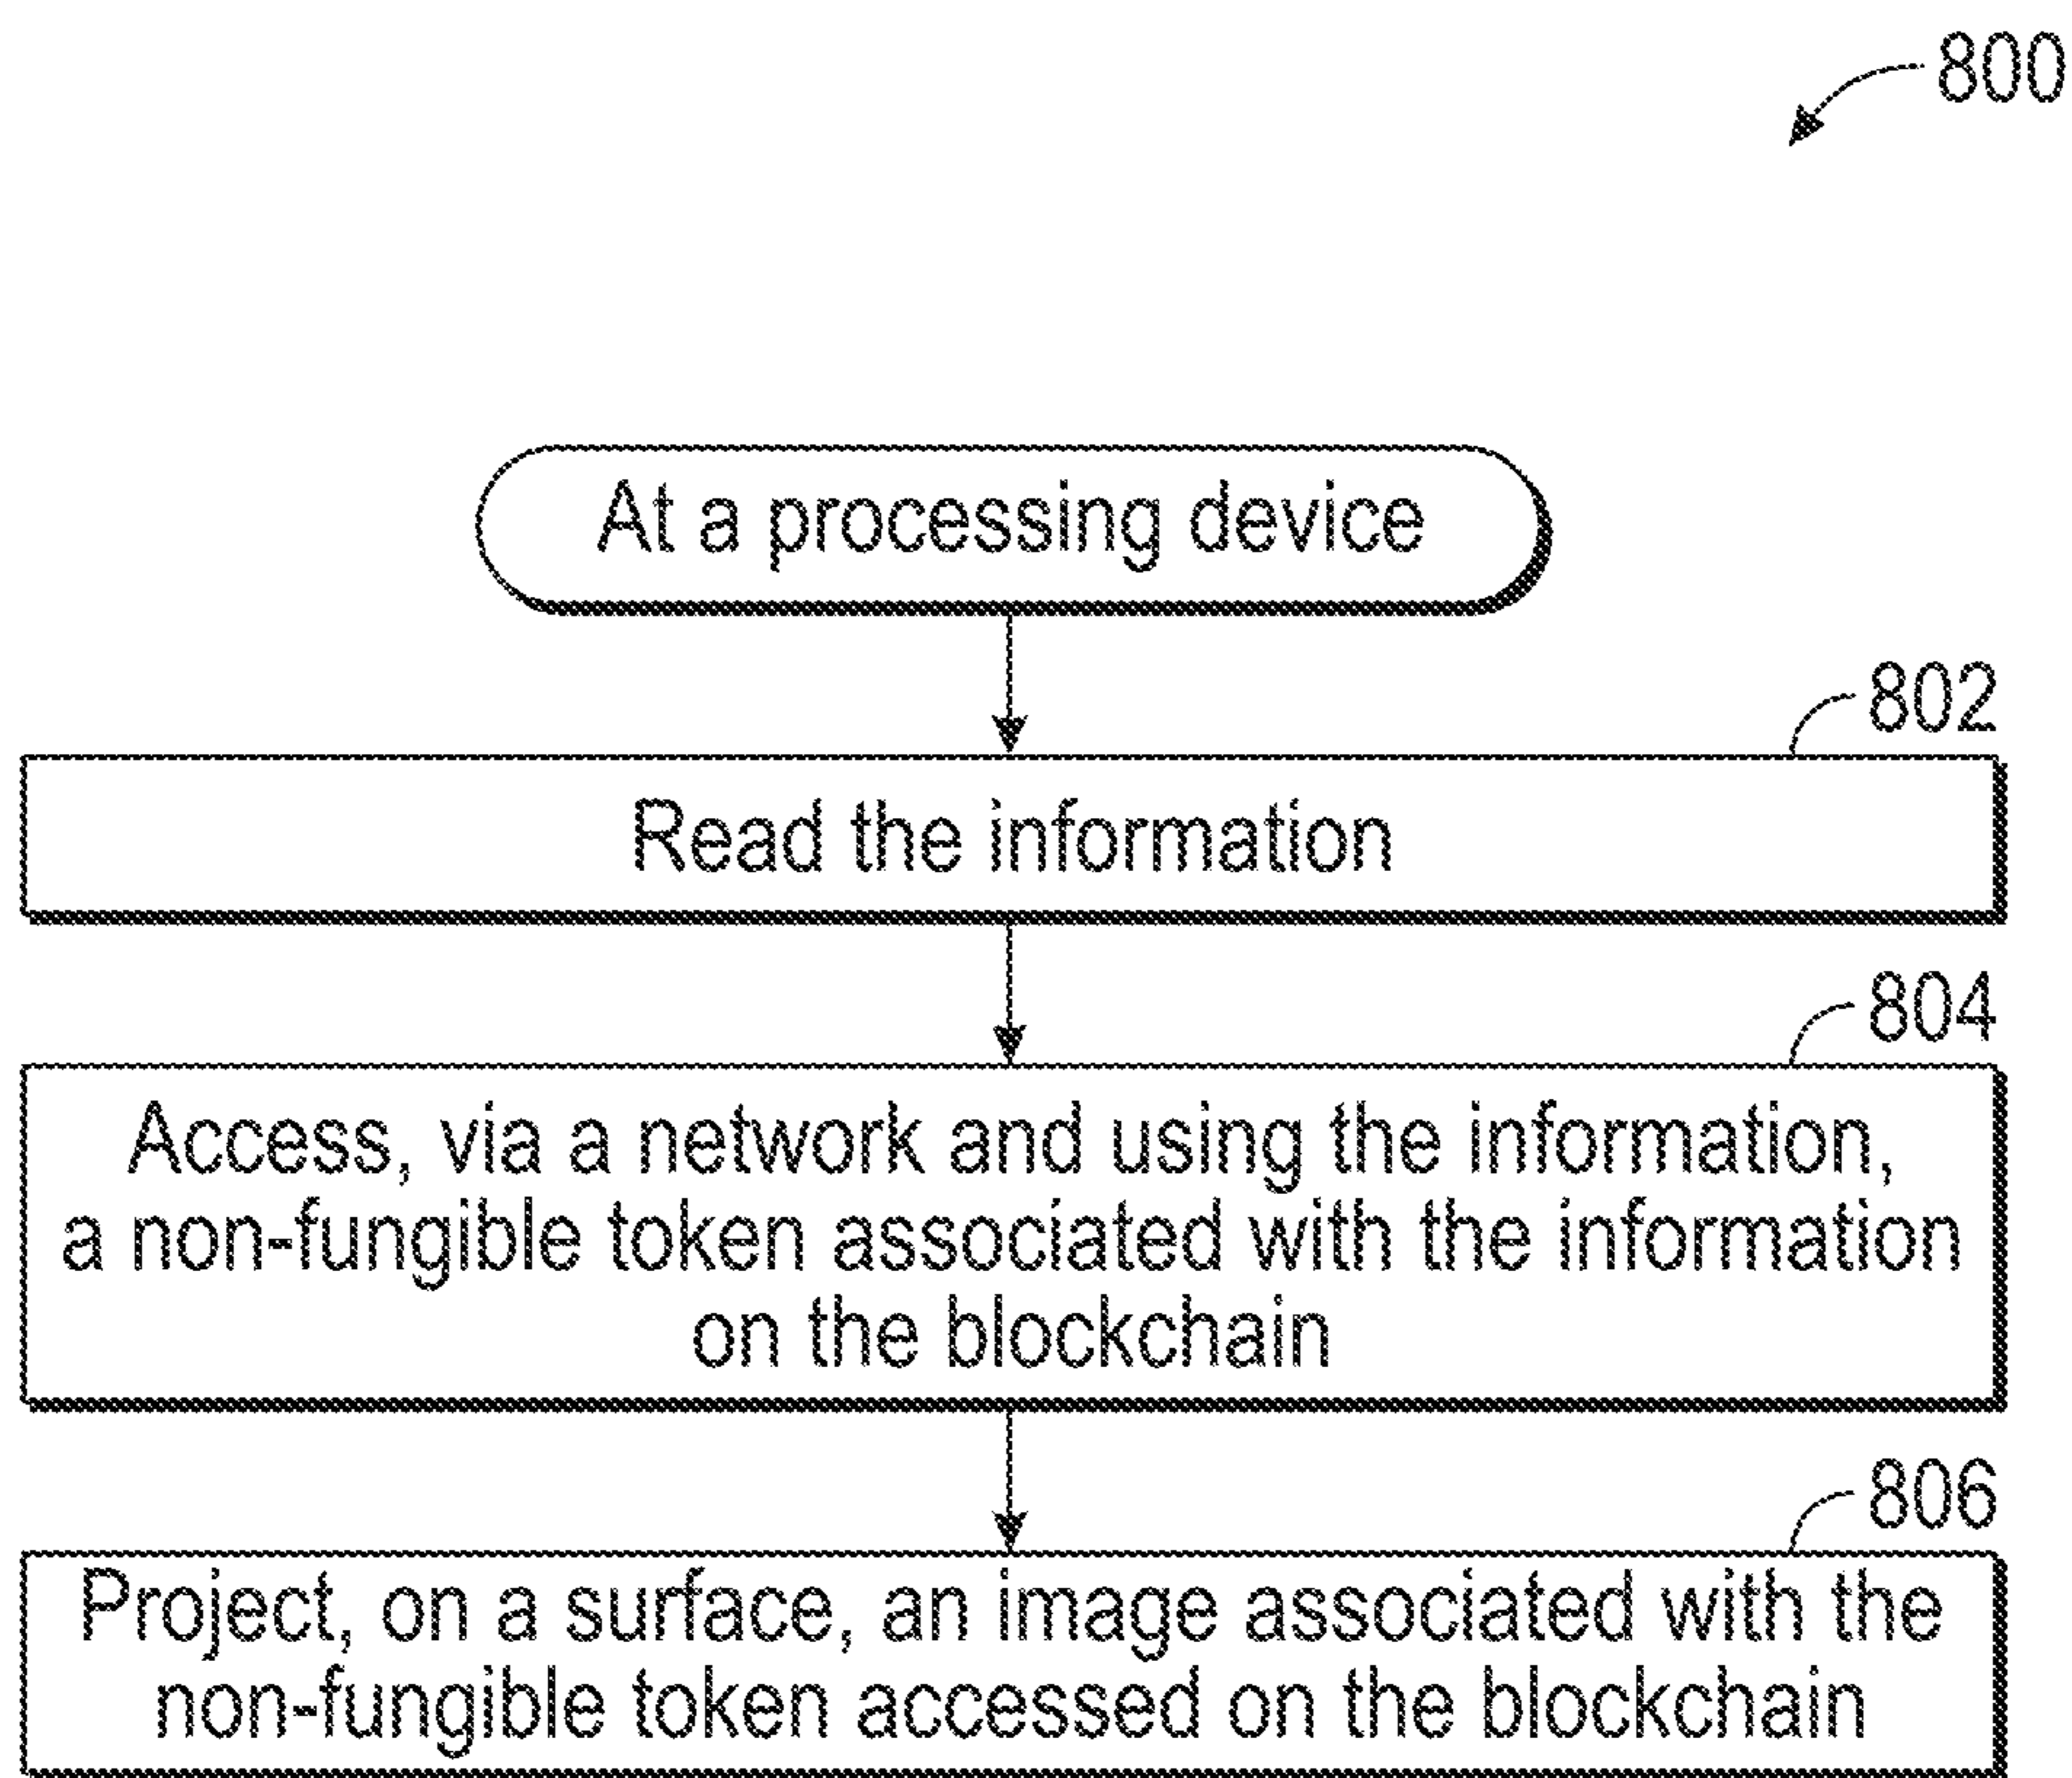 800
At a processing device
802
Read the information
804
Access, via a network and using the information,
a non-fungible token associated with the information
on the blockchain
806
Project, on a surface, an image associated with the
non-fungible token accessed on the blockchain